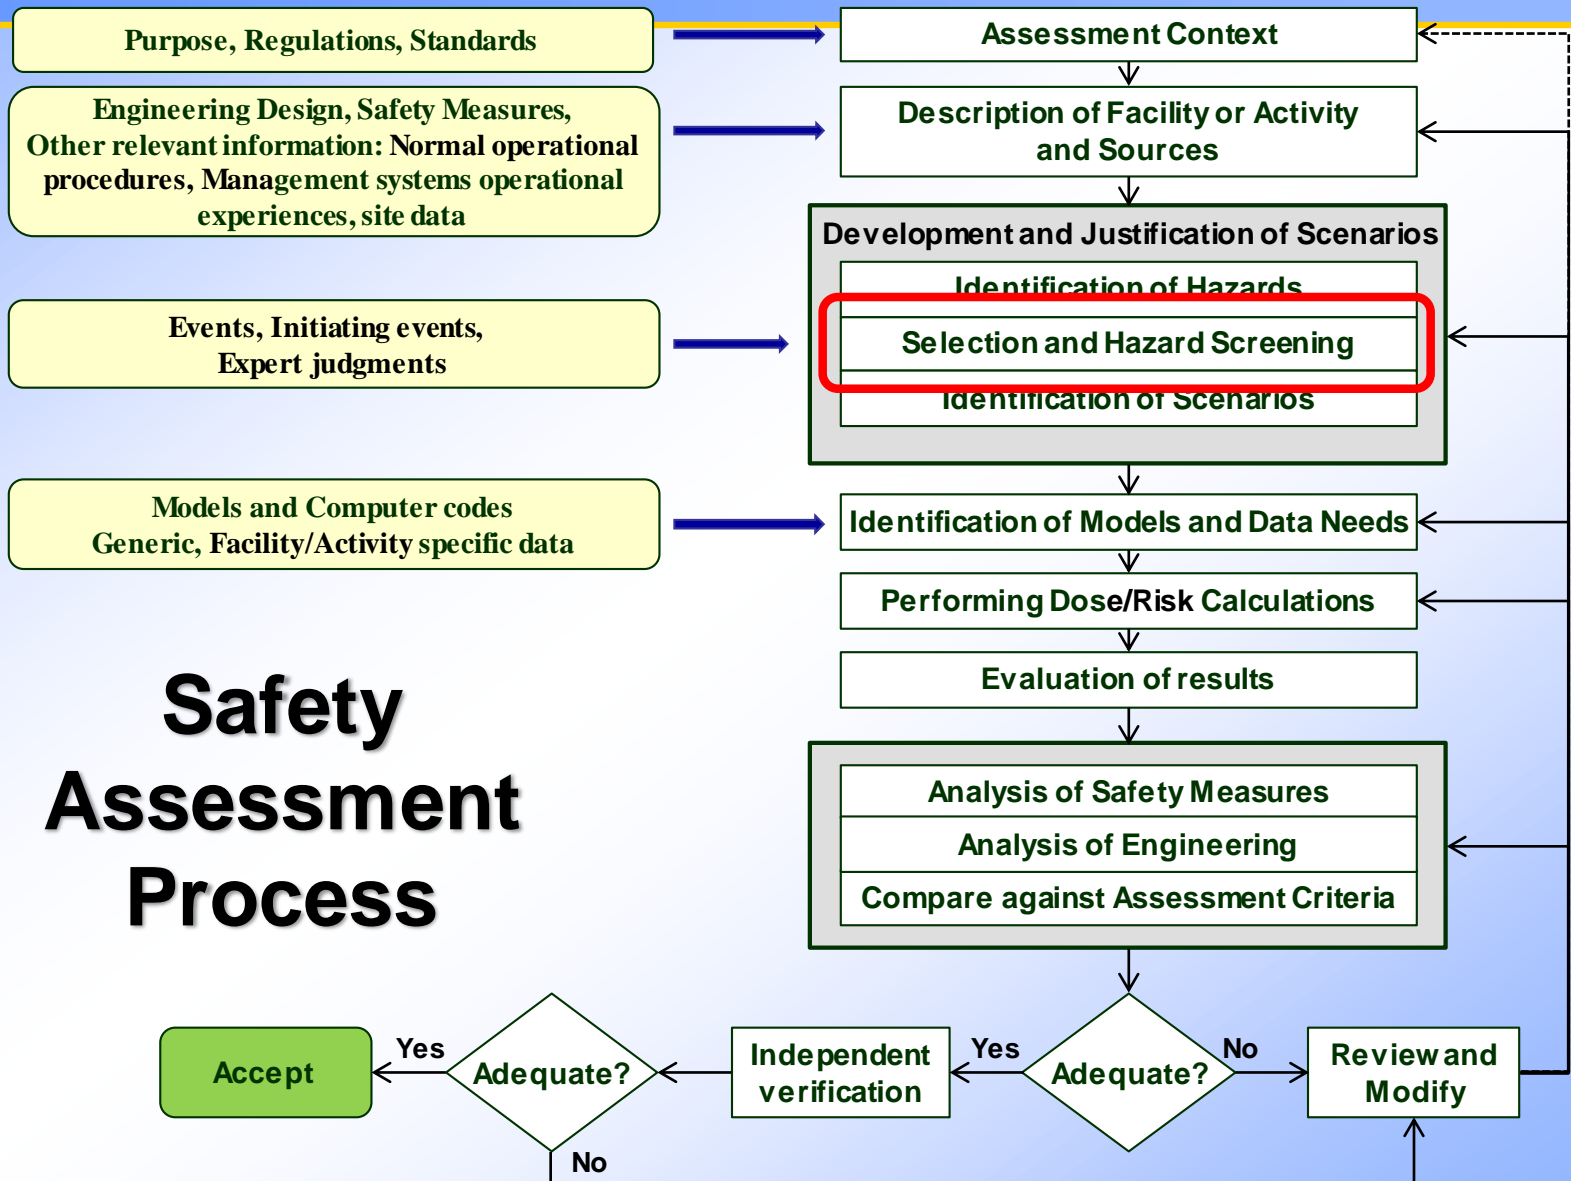 Purpose, Regulations, Standards
Assessment Context
Engineering Design, Safety Measures,
Other relevant information: Normal operational
procedures, Management systems operational
experiences, site data
Description of Facility or Activity
and Sources
Development and Justification of Scenarios
Identification of Hazards
Selection and Hazard Screening
Identification of Scenarios
Events, Initiating events,
Expert judgments
Models and Computer codes
Generic, Facility/Activity specific data
Identification of Models and Data Needs
Performing Dose/Risk Calculations
Evaluation of results
Safety
Assessment
Process
Analysis of Safety Measures
Analysis of Engineering
Compare against Assessment Criteria
Accept
Yes
Adequate?
No
Independent
verification
Yes
Adequate?
No
Review and
Modify